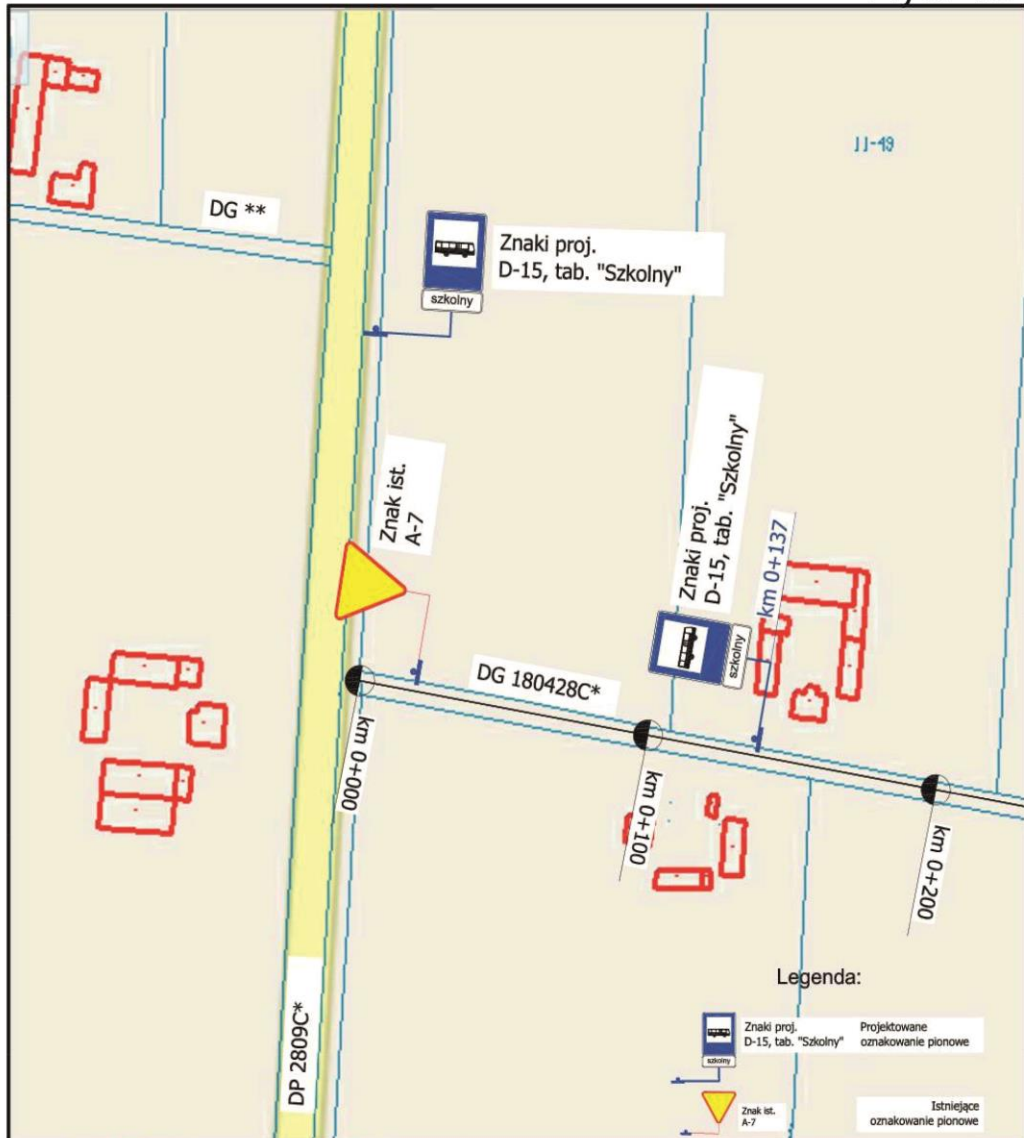 JJ-49
DG **
Znaki proj.
D-15, tab. "Szkolny"
szkolny
Znak ist.
A-7
Znaki proj.
D-15, tab. "Szkolny"
szkolny
km 0+137
DG 180428C*
km 0+000
km 0+100
km 0+200
DP 2809C*
Legenda:
Znaki proj.
D-15, tab. "Szkolny"
Projektowane
oznakowanie pionowe
szkolny
Znak ist.
A-7
Istniejące
oznakowanie pionowe